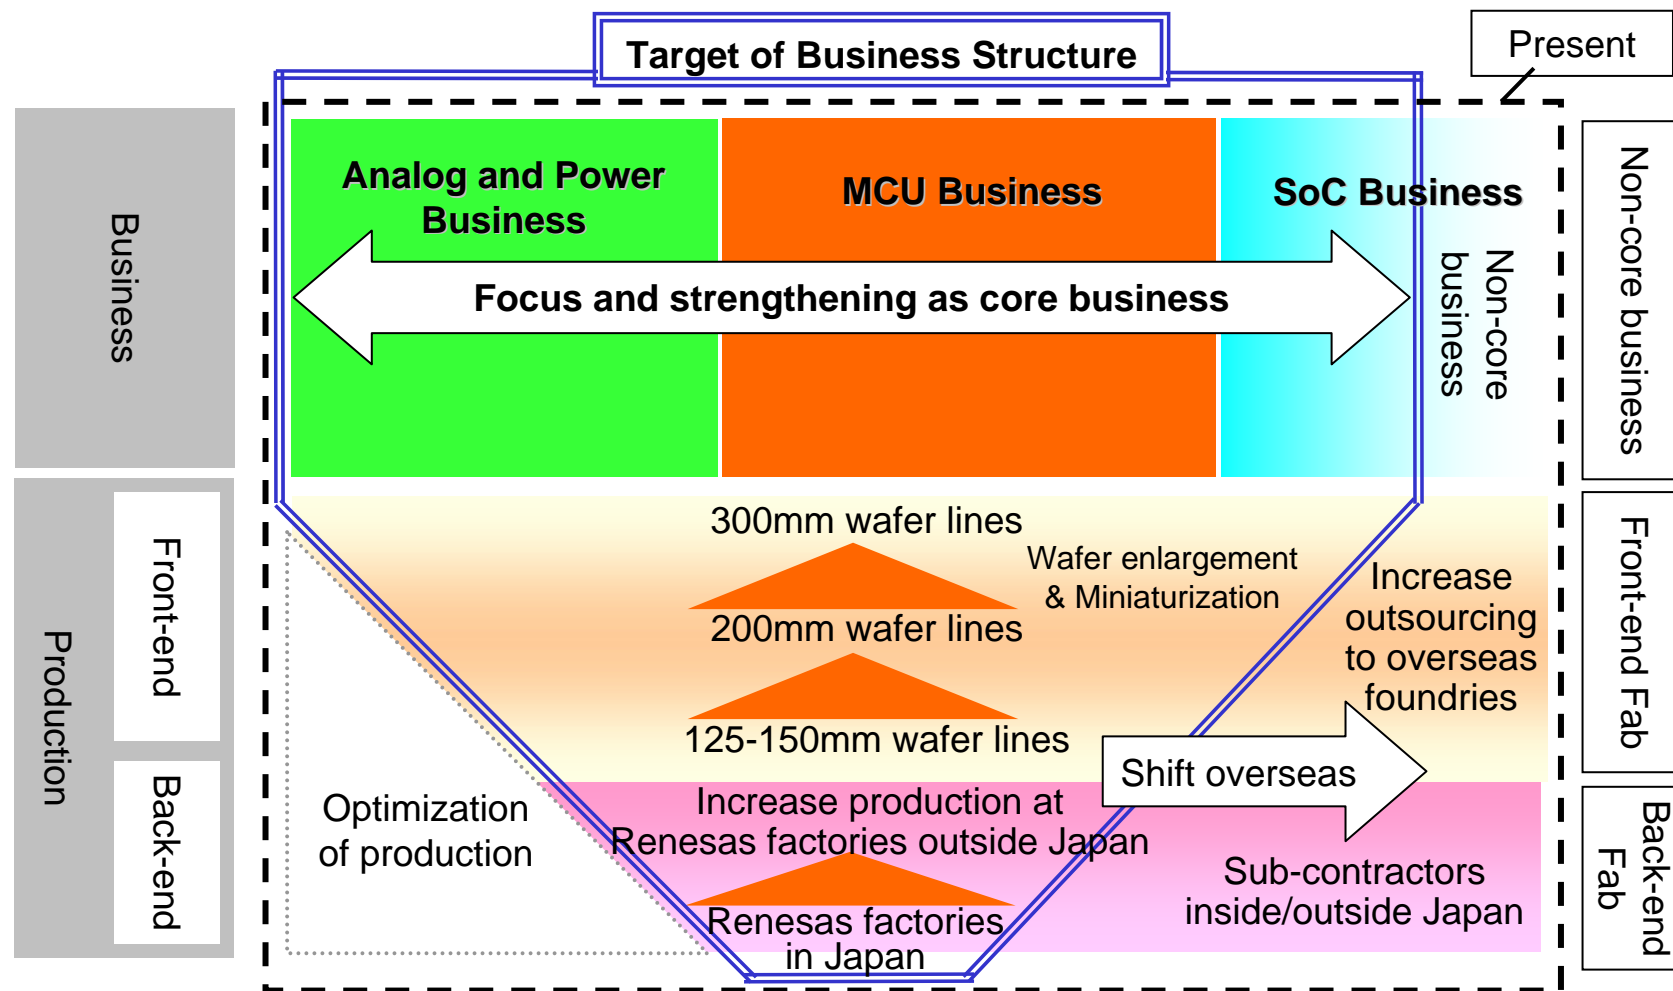 Target of Business Structure
Present
Business
Analog and Power
Business
MCU Business
SoC Business
Non-core
business
Focus and strengthening as core business
Non-core business
Production
Front-end
300mm wafer lines
Wafer enlargement
& Miniaturization
200mm wafer lines
125-150mm wafer lines
Increase
outsourcing
to overseas
foundries
Shift overseas
Front-end Fab
Back-end
Optimization
of production
Increase production at
Renesas factories outside Japan
Renesas factories
in Japan
Sub-contractors
inside/outside Japan
Back-end
Fab